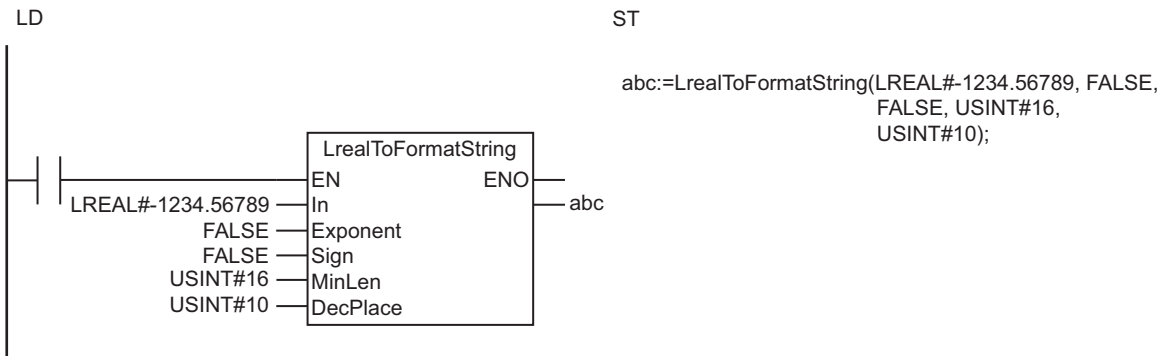 LD
ST
abc:=LrealToFormatString(LREAL#-1234.56789, FALSE,
FALSE, USINT#16,
USINT#10);
LrealToFormatString
EN ENO
LREAL#-1234.56789 In abc
FALSE Exponent
FALSE Sign
USINT#16 MinLen
USINT#10 DecPlace